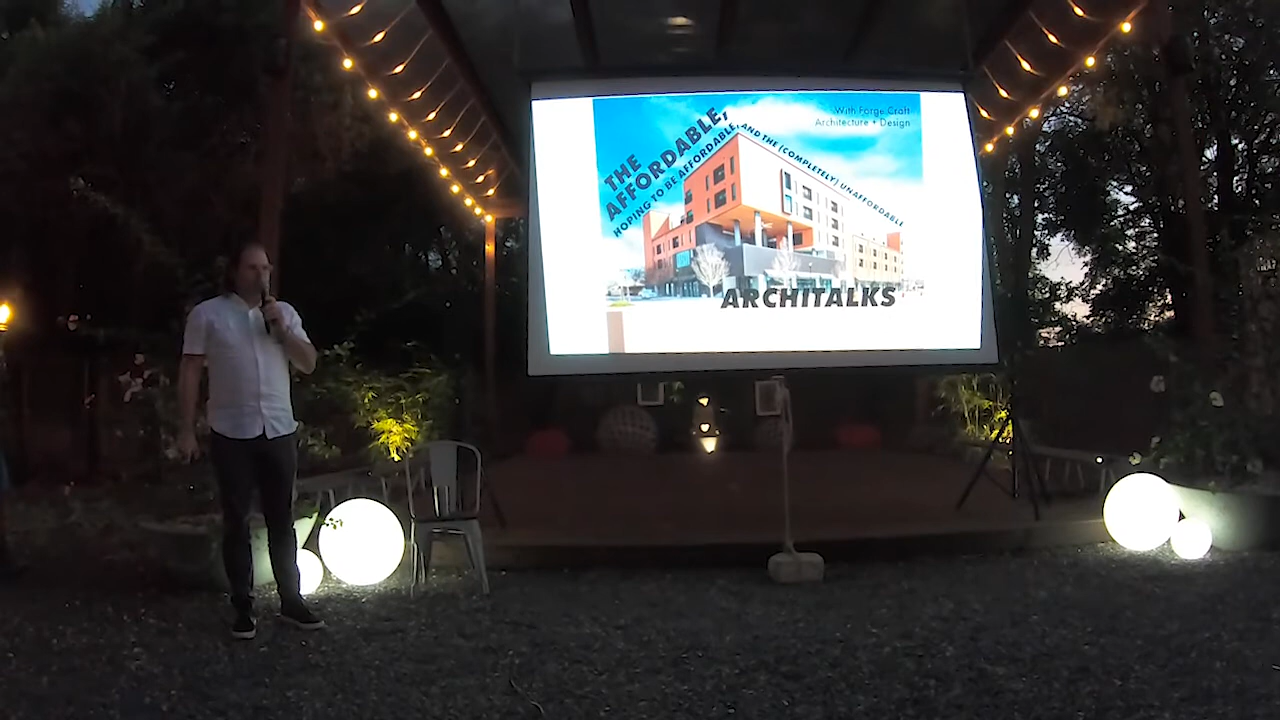 THE
AFFORDABLE,
HOPING TO BE AFFORDABLE, AND THE (COMPLETELY) UNAFFORDABLE
With Forge Craft
Architecture + Design
ARCHITALKS